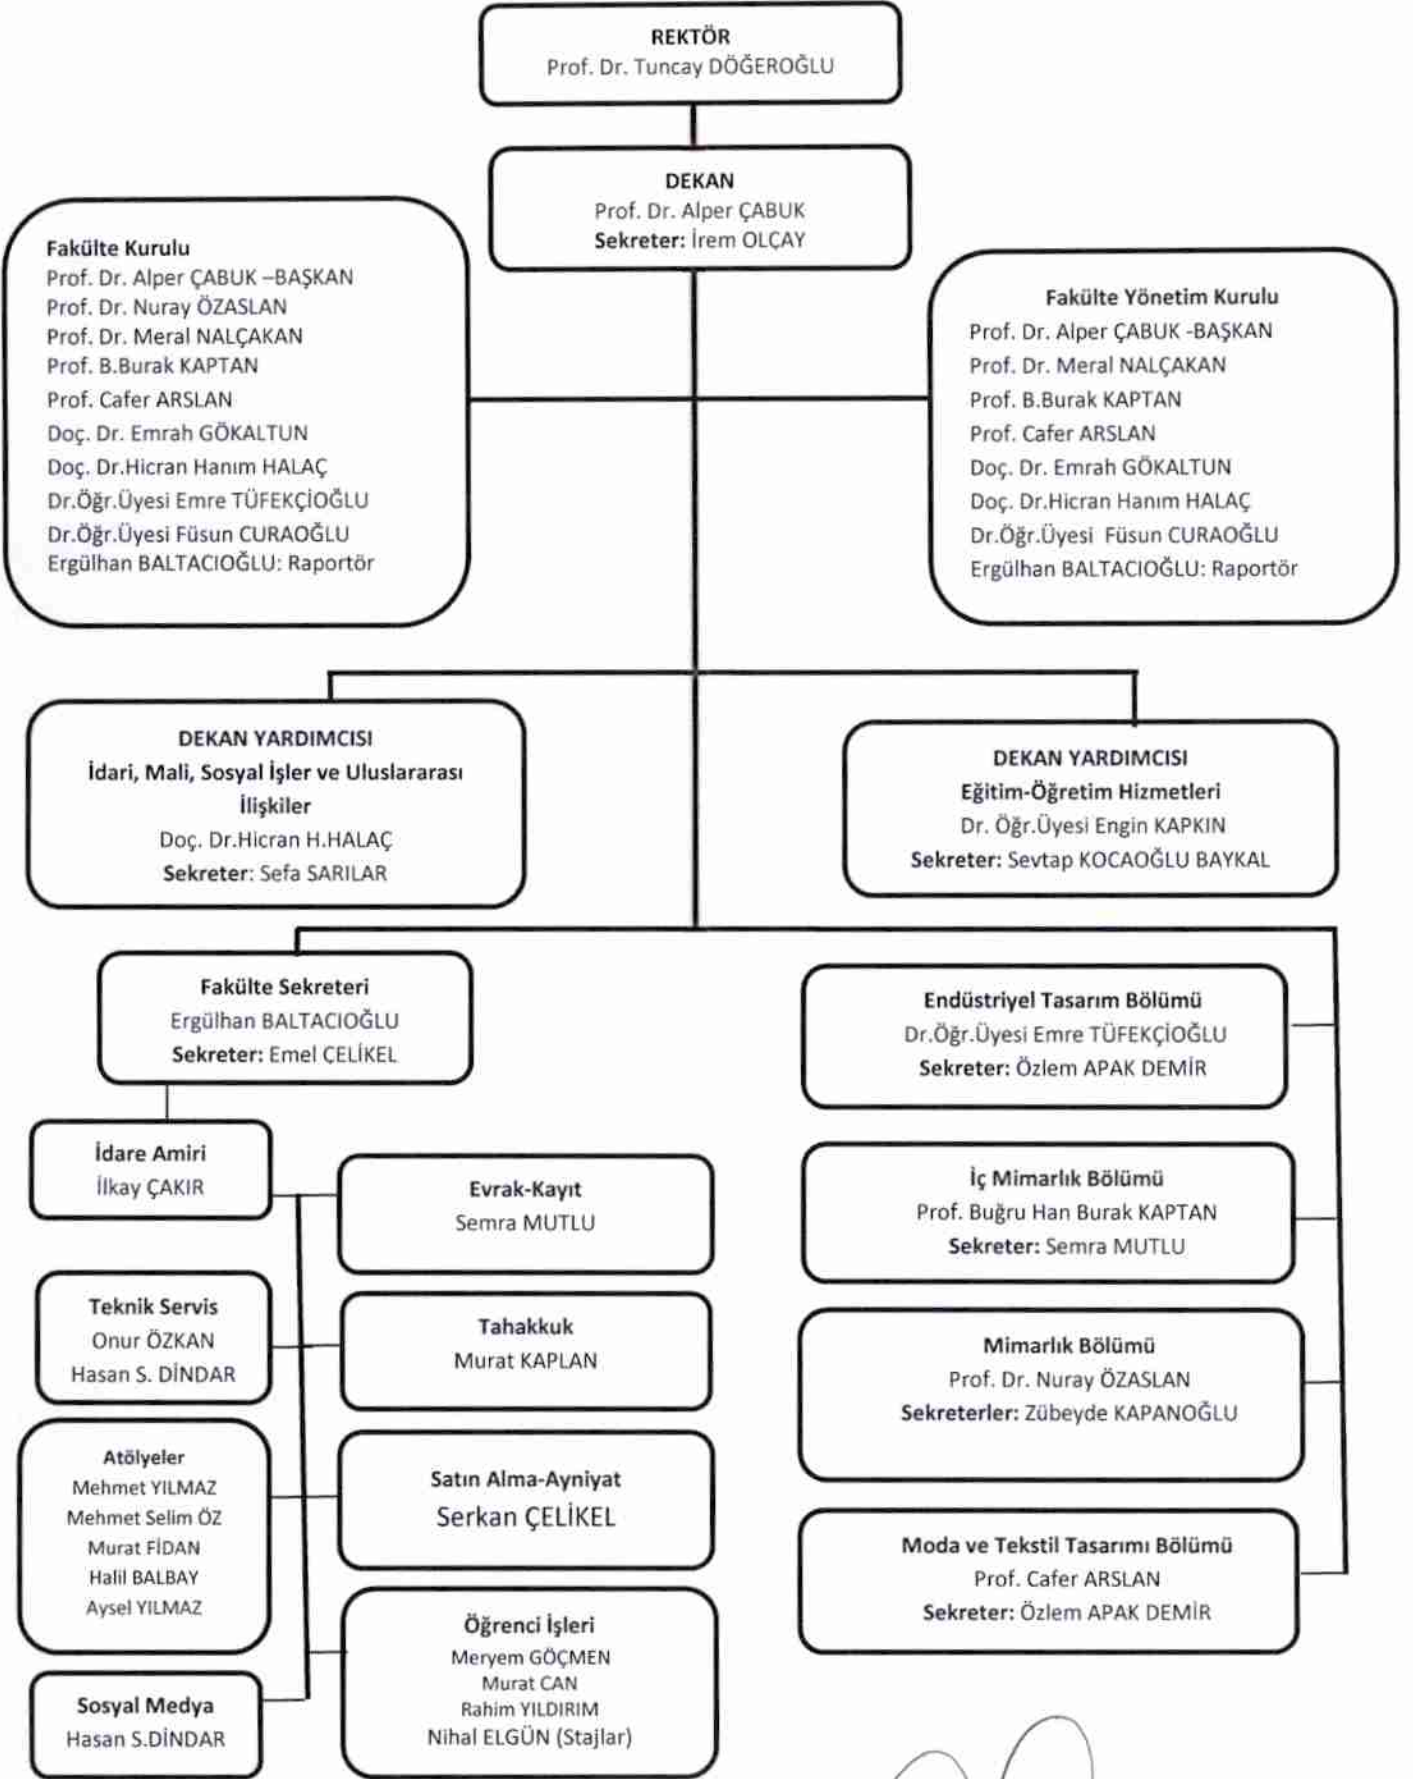 REKTÖR
Prof. Dr. Tuncay DÖĞEROĞLU
DEKAN
Prof. Dr. Alper ÇABUK
Sekreter: İrem OLÇAY
Fakülte Kurulu
Prof. Dr. Alper ÇABUK –BAŞKAN
Prof. Dr. Nuray ÖZASLAN
Prof. Dr. Meral NALÇAKAN
Prof. B.Burak KAPTAN
Prof. Cafer ARSLAN
Doç. Dr. Emrah GÖKALTUN
Doç. Dr.Hicran Hanım HALAÇ
Dr.Öğr.Üyesi Emre TÜFEKÇİOĞLU
Dr.Öğr.Üyesi Füsun CURAOĞLU
Ergülhan BALTACIOĞLU: Raportör
Fakülte Yönetim Kurulu
Prof. Dr. Alper ÇABUK -BAŞKAN
Prof. Dr. Meral NALÇAKAN
Prof. B.Burak KAPTAN
Prof. Cafer ARSLAN
Doç. Dr. Emrah GÖKALTUN
Doç. Dr.Hicran Hanım HALAÇ
Dr.Öğr.Üyesi Füsun CURAOĞLU
Ergülhan BALTACIOĞLU: Raportör
DEKAN YARDIMCISI
İdari, Mali, Sosyal İşler ve Uluslararası
İlişkiler
Doç. Dr.Hicran H.HALAÇ
Sekreter: Sefa SARILAR
DEKAN YARDIMCISI
Eğitim-Öğretim Hizmetleri
Dr. Öğr.Üyesi Engin KAPKIN
Sekreter: Sevtap KOCAOĞLU BAYKAL
Fakülte Sekreteri
Ergülhan BALTACIOĞLU
Sekreter: Emel ÇELİKEL
İdare Amiri
İlkay ÇAKIR
Teknik Servis
Onur ÖZKAN
Hasan S. DİNDAR
Atölyeler
Mehmet YILMAZ
Mehmet Selim ÖZ
Murat FİDAN
Halil BALBAY
Aysel YILMAZ
Sosyal Medya
Hasan S.DİNDAR
Evrak-Kayıt
Semra MUTLU
Tahakkuk
Murat KAPLAN
Satın Alma-Ayniyat
Serkan ÇELİKEL
Öğrenci İşleri
Meryem GÖÇMEN
Murat CAN
Rahim YILDIRIM
Nihal ELGÜN (Stajlar)
Endüstriyel Tasarım Bölümü
Dr.Öğr.Üyesi Emre TÜFEKÇİOĞLU
Sekreter: Özlem APAK DEMİR
İç Mimarlık Bölümü
Prof. Buğru Han Burak KAPTAN
Sekreter: Semra MUTLU
Mimarlık Bölümü
Prof. Dr. Nuray ÖZASLAN
Sekreterler: Zübeyde KAPANOĞLU
Moda ve Tekstil Tasarımı Bölümü
Prof. Cafer ARSLAN
Sekreter: Özlem APAK DEMİR